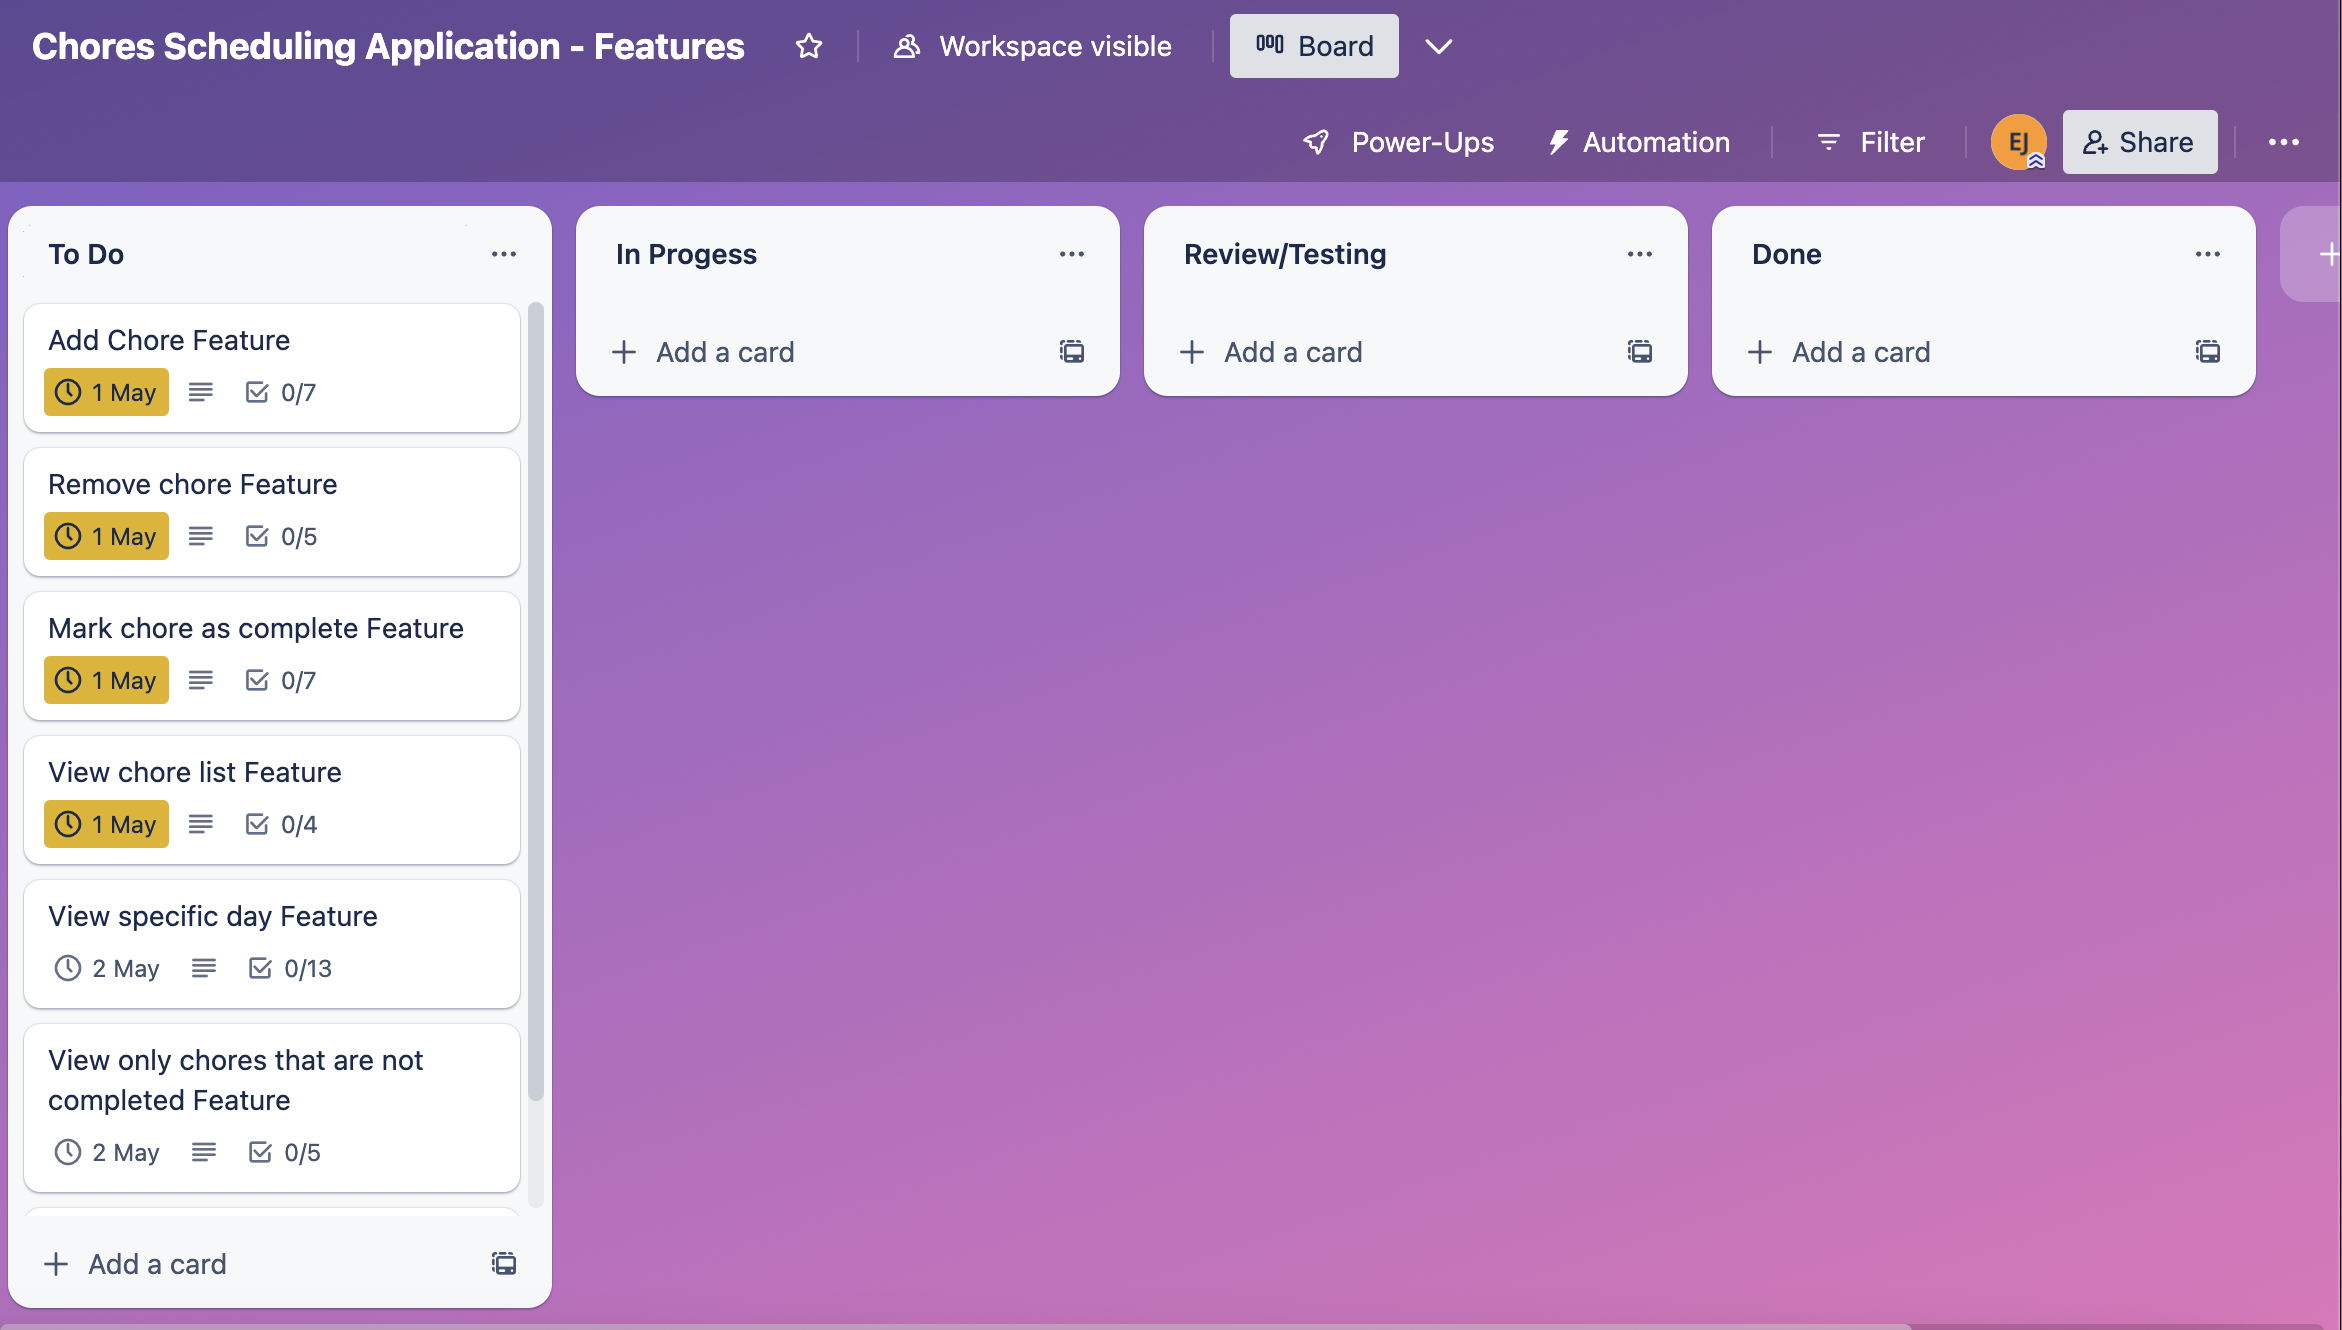 Chores Scheduling Application - Features
Workspace visible
Board
Power-Ups
Automation
Filter
EJ
Share
To Do
Add Chore Feature
1 May
0/7
Remove chore Feature
1 May
0/5
Mark chore as complete Feature
1 May
0/7
View chore list Feature
1 May
0/4
View specific day Feature
2 May
0/13
View only chores that are not
completed Feature
2 May
0/5
Add a card
In Progess
Add a card
Review/Testing
Add a card
Done
Add a card